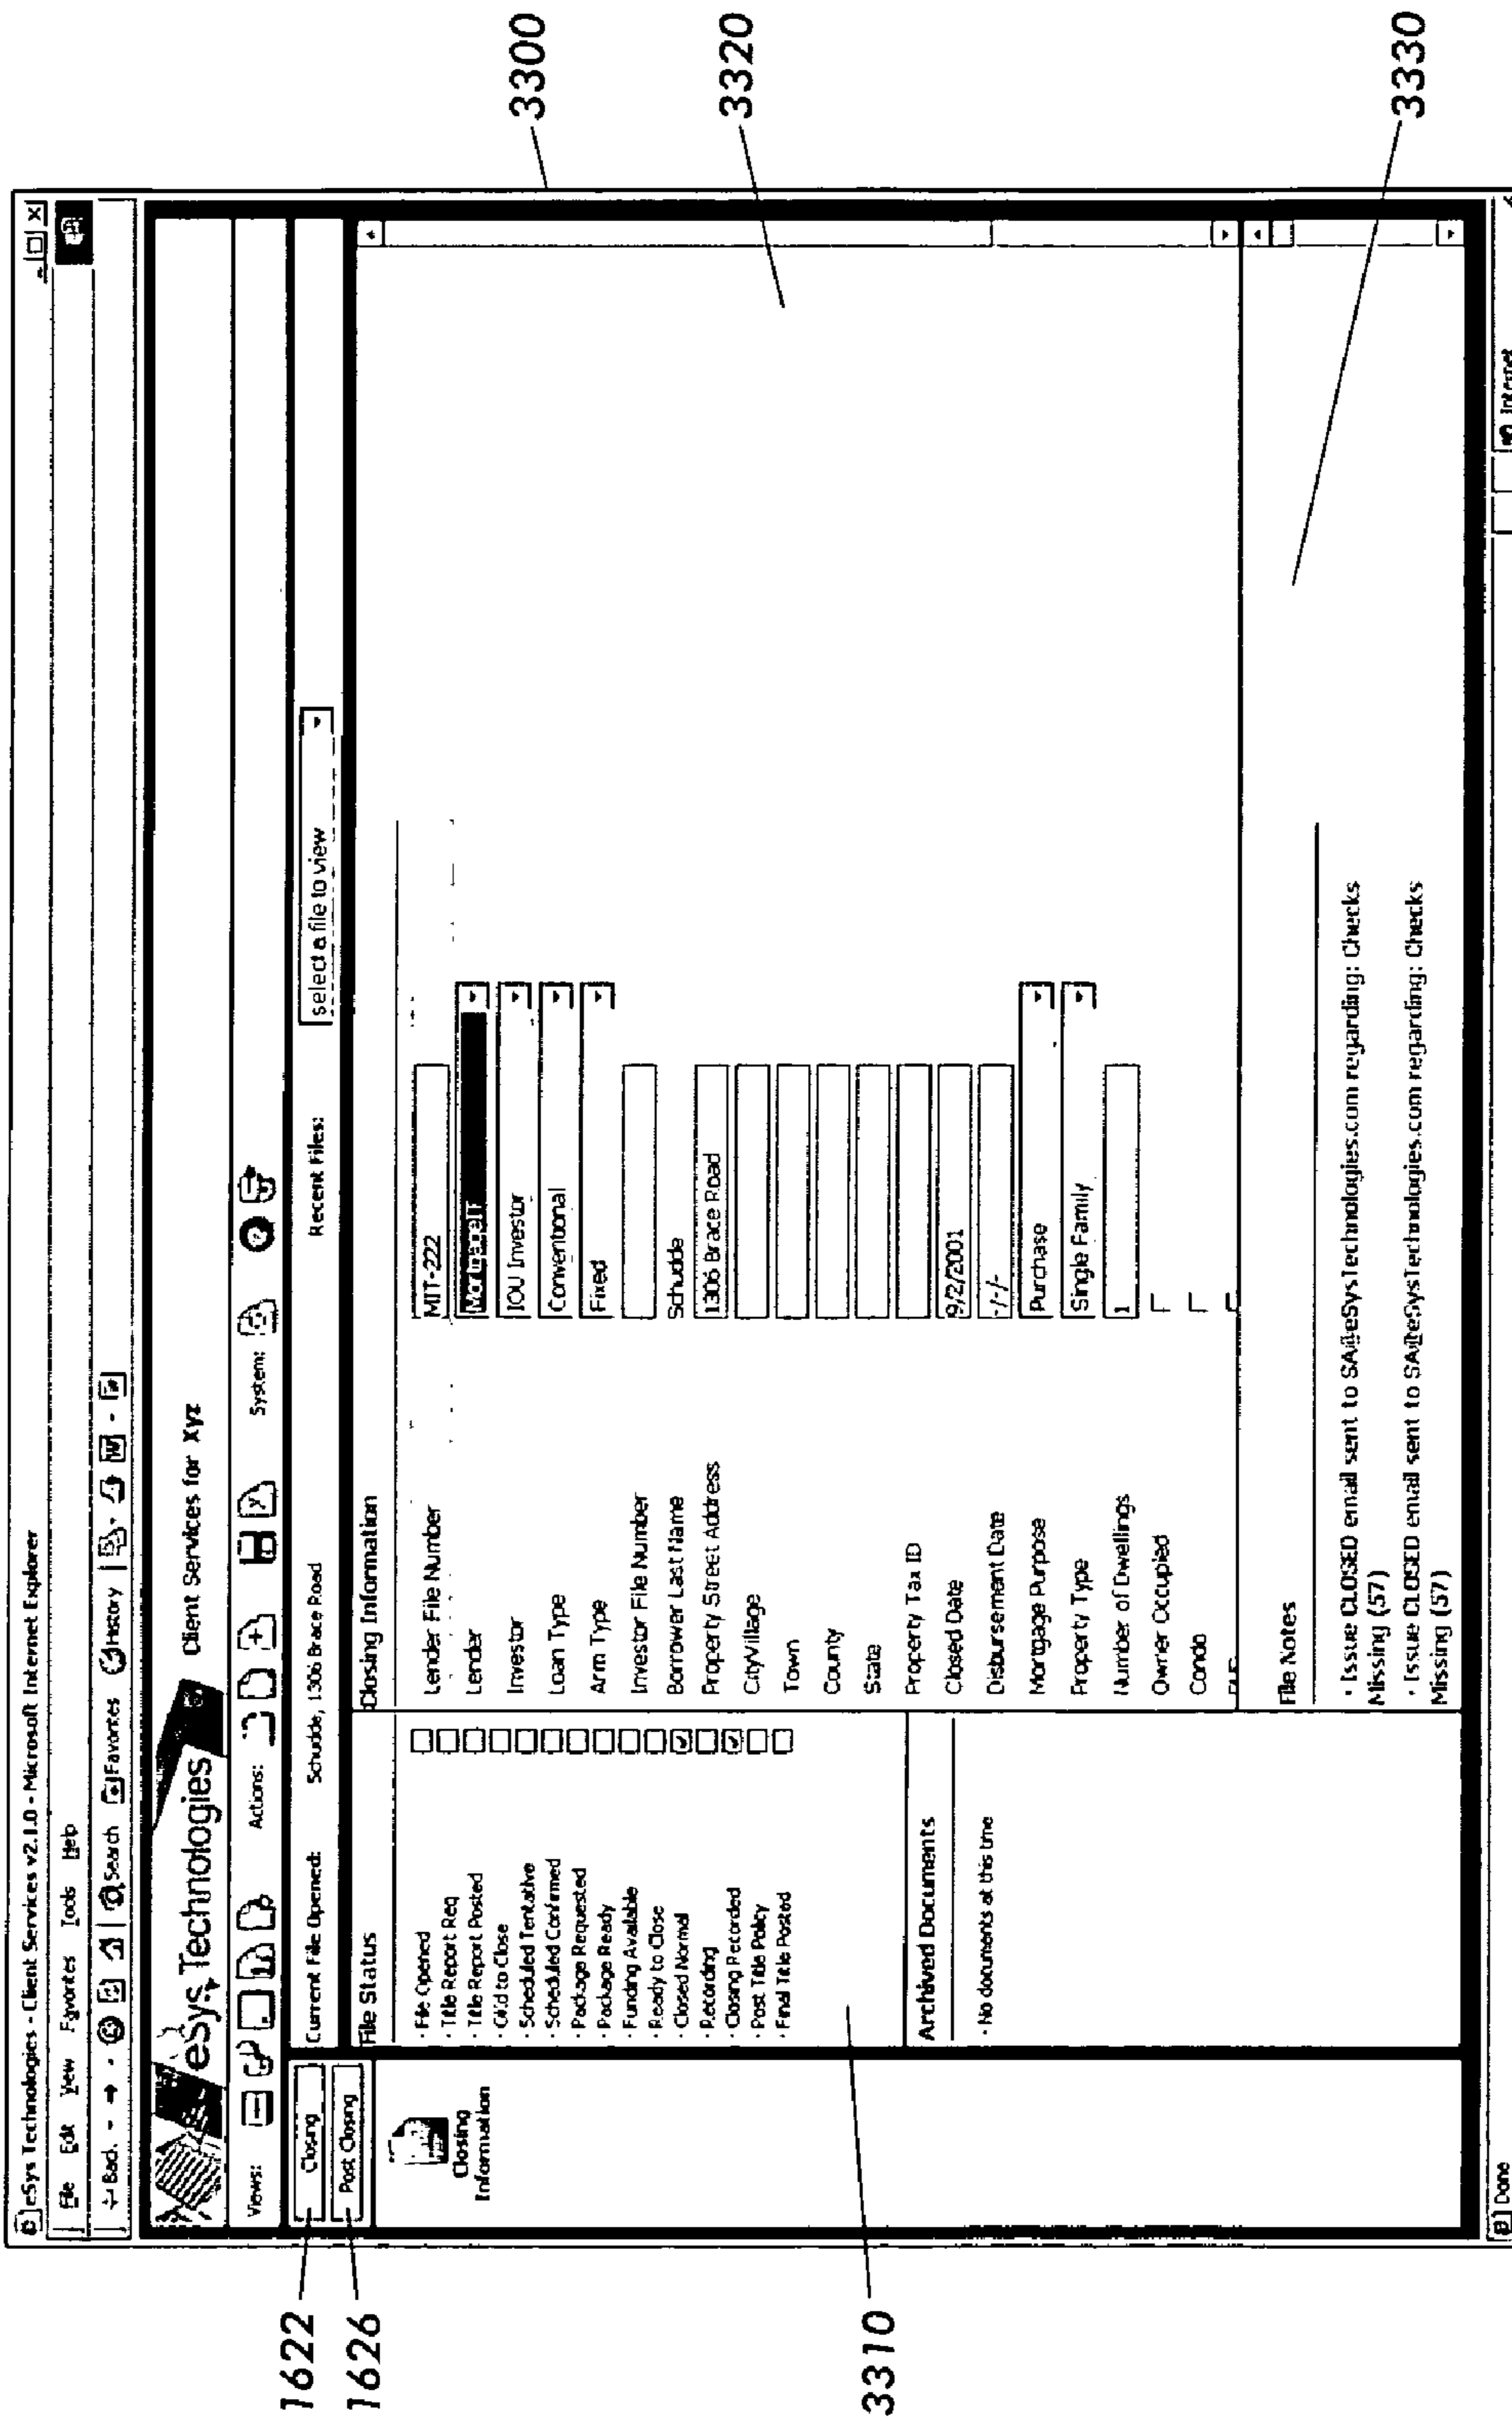 eSys Technologies - Client Services v2.1.0 - Microsoft Internet Explorer
File Edit View Favorites Tools Help
Back Search Favorites History
eSys Technologies Client Services for Xyz
Views: Actions: System:
1622
Closing
Current File Opened: Schudde, 1306 Brace Road Recent Files: select a file to view
1626
Post Closing
Closing
Information
File Status
· File Opened
· Title Report Req
· Title Report Posted
· Ok'd to Close
· Scheduled Tentative
· Scheduled Confirmed
· Package Requested
· Package Ready
· Funding Available
· Ready to Close
· Closed Normal
· Recording
· Closing Recorded
· Post Title Policy
· Final Title Posted
3310
Archived Documents
· No documents at this time
Closing Information
Lender File Number MIT-222
Lender
Investor IOU Investor
Loan Type Conventional
Arm Type Fixed
Investor File Number
Borrower Last Name Schudde
Property Street Address 1306 Brace Road
City/Village
Town
County
State
Property Tax ID
Closed Date 9/2/2001
Disbursement Date -/-/-
Mortgage Purpose Purchase
Property Type Single Family
Number of Dwellings 1
Owner Occupied
Condo
3300
3320
File Notes
· Issue CLOSED email sent to SA@eSysTechnologies.com regarding: Checks
Missing (57)
· Issue CLOSED email sent to SA@eSysTechnologies.com regarding: Checks
Missing (57)
3330
Done Internet